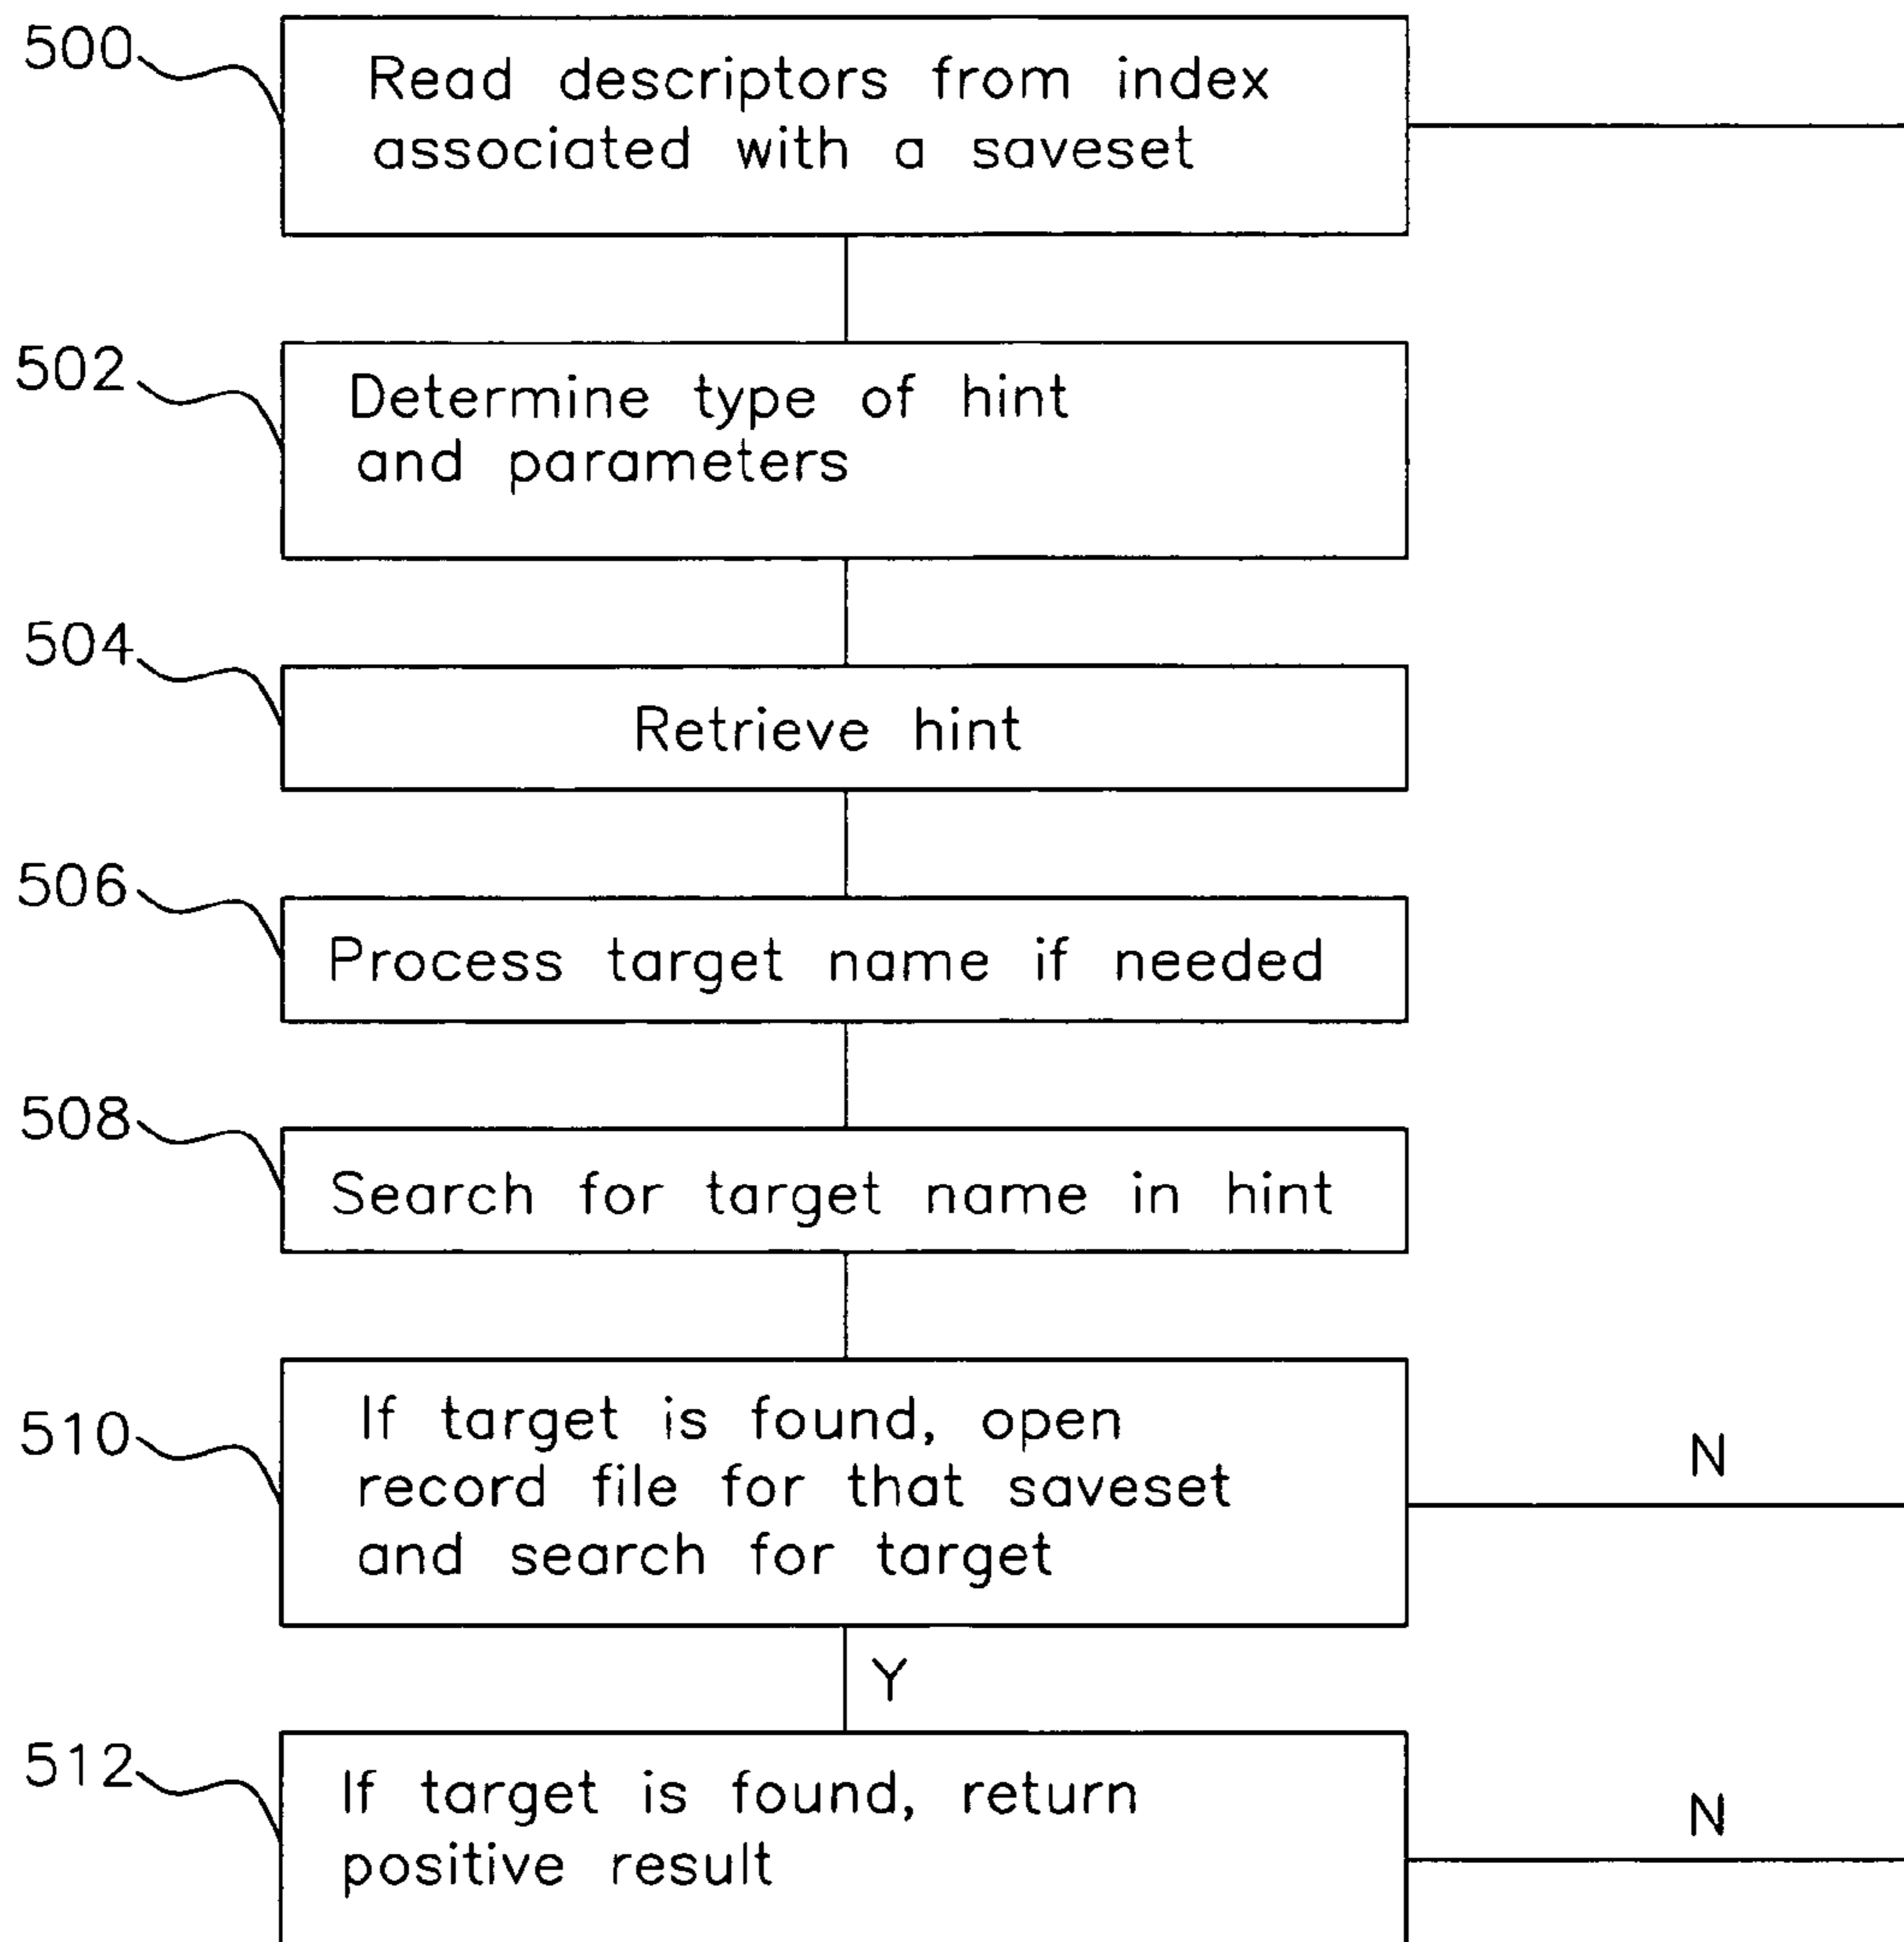 500
Read descriptors from index
associated with a saveset
502
Determine type of hint
and parameters
504
Retrieve hint
506
Process target name if needed
508
Search for target name in hint
510
If target is found, open
record file for that saveset
and search for target
N
Y
512
If target is found, return
positive result
N